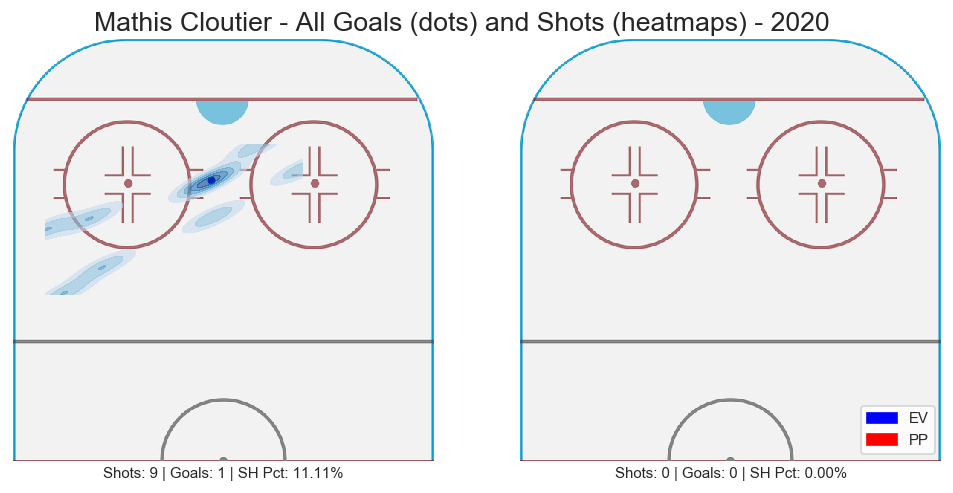 Mathis Cloutier - All Goals (dots) and Shots (heatmaps) - 2020
EV
PP
Shots: 9 | Goals: 1 | SH Pct: 11.11%
Shots: 0 | Goals: 0 | SH Pct: 0.00%